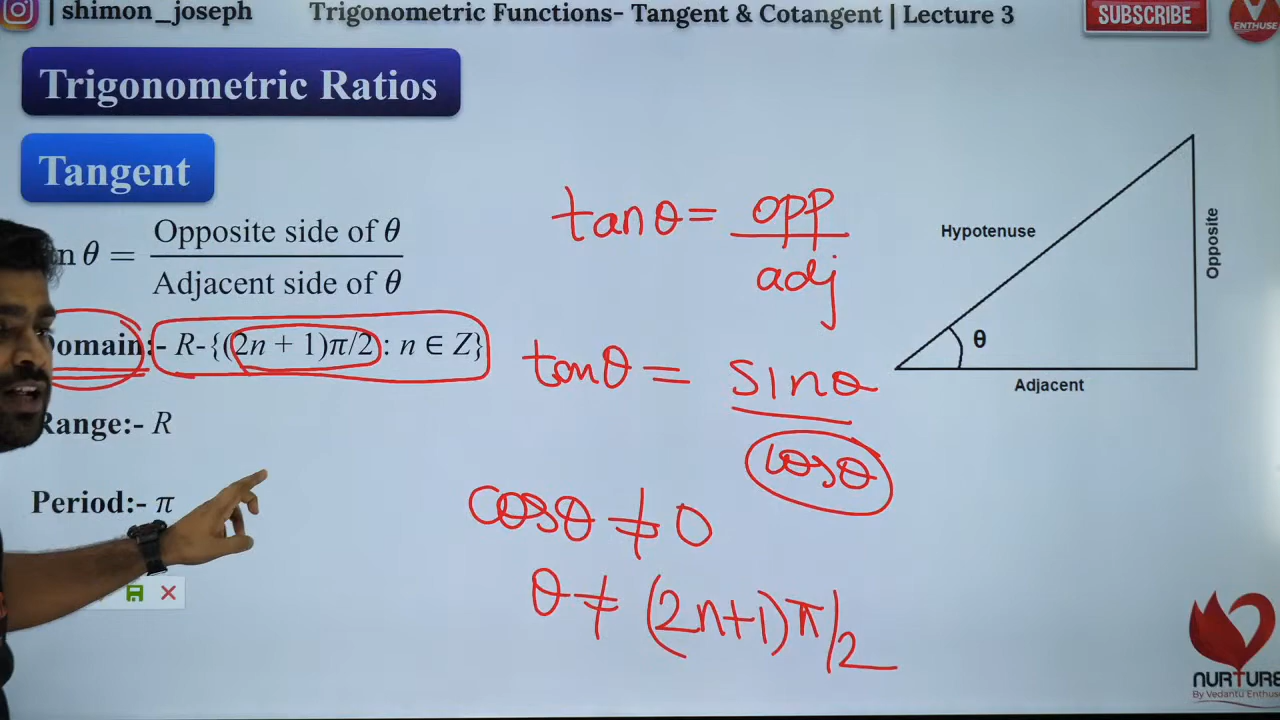 | shimon_joseph
Trigonometric Functions- Tangent & Cotangent | Lecture 3
SUBSCRIBE
ENTHUSE
Trigonometric Ratios
Tangent
n θ = Opposite side of θ
Adjacent side of θ
omain:- R-{(2n + 1)π/2 : n ∈ Z}
Range:- R
Period:- π
tanθ = opp
adj
tanθ = sinθ
cosθ
cosθ ≠ 0
θ ≠ (2n+1)π/2
Hypotenuse
Opposite
θ
Adjacent
NURTURE
By Vedantu Enthuse